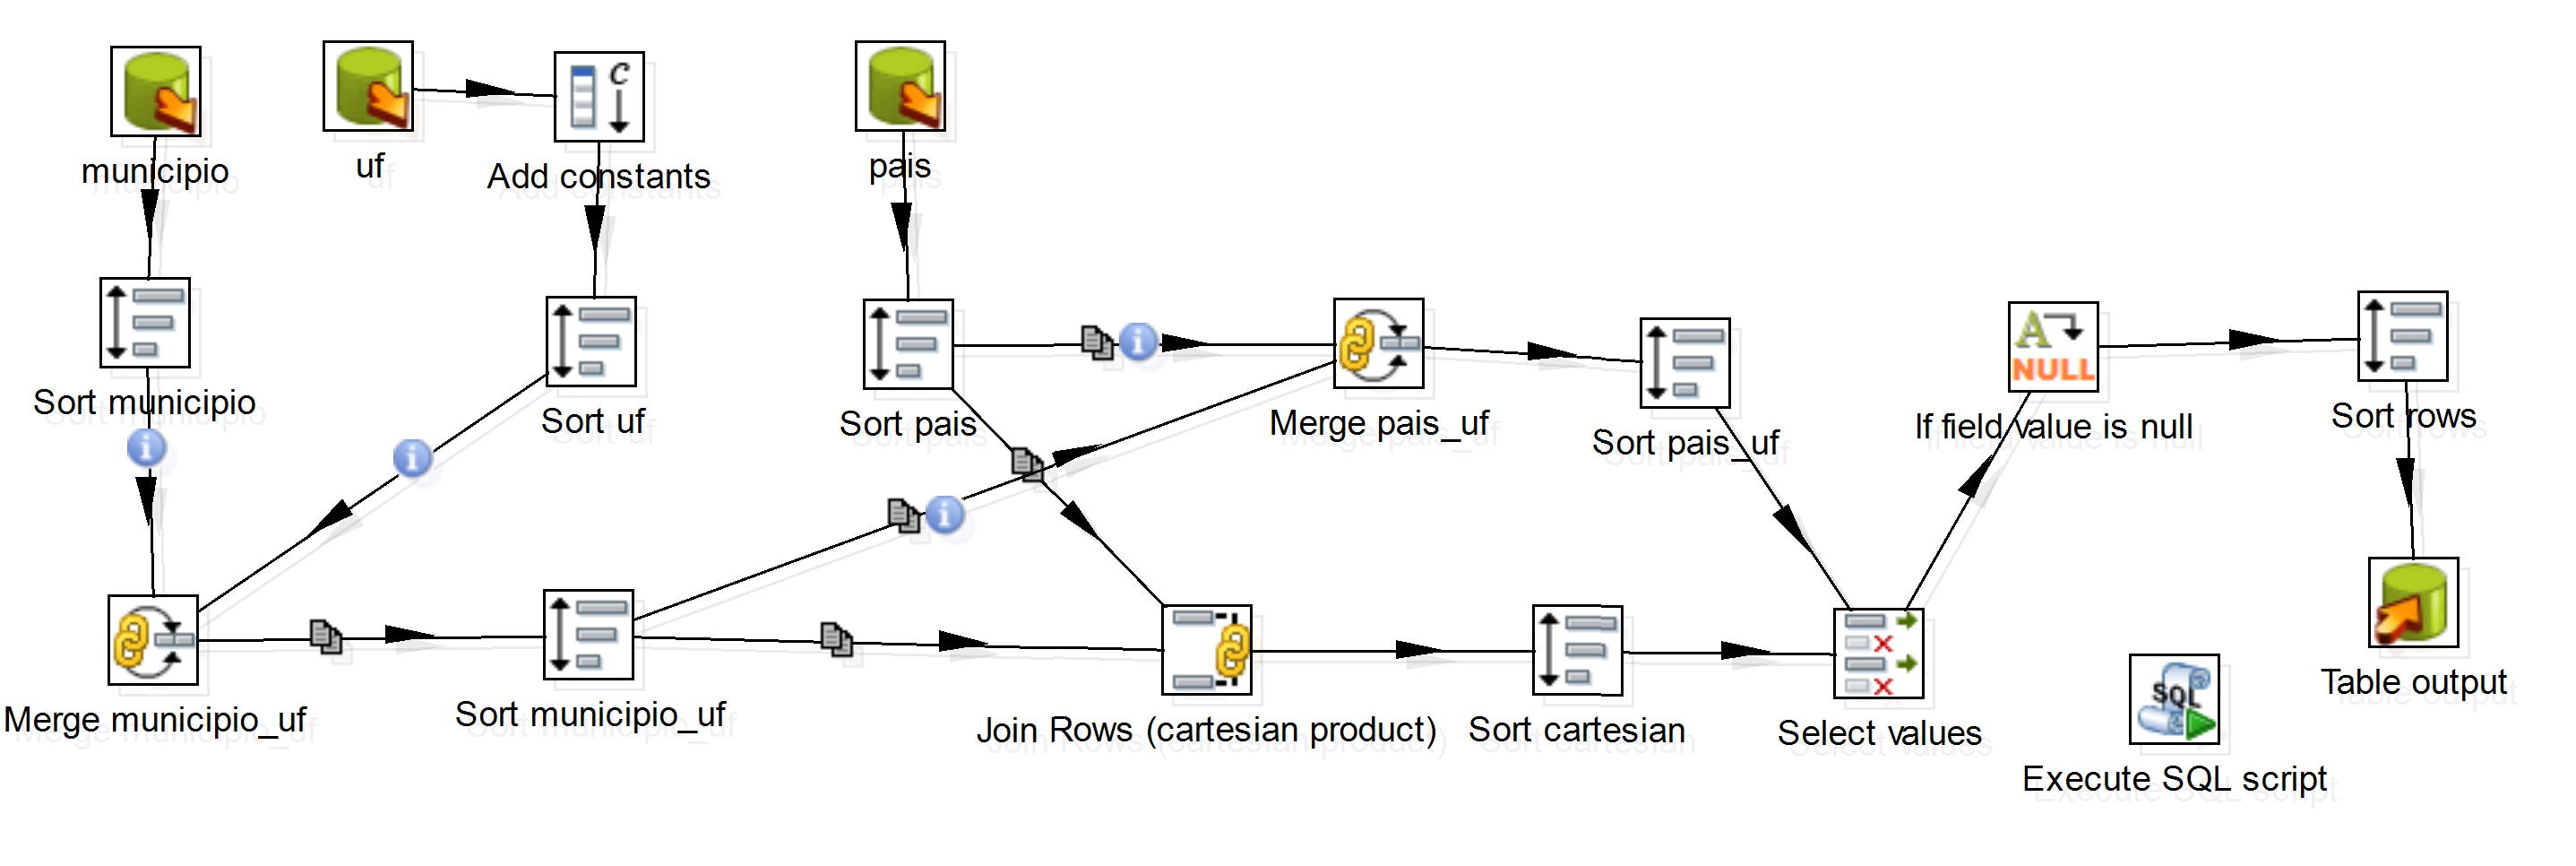 municipio
uf
C
Add constants
pais
Sort municipio
Sort uf
Sort pais
Merge pais_uf
Sort pais_uf
A
NULL
If field value is null
Sort rows
Merge municipio_uf
Sort municipio_uf
Join Rows (cartesian product)
Sort cartesian
Select values
SQL
Execute SQL script
Table output